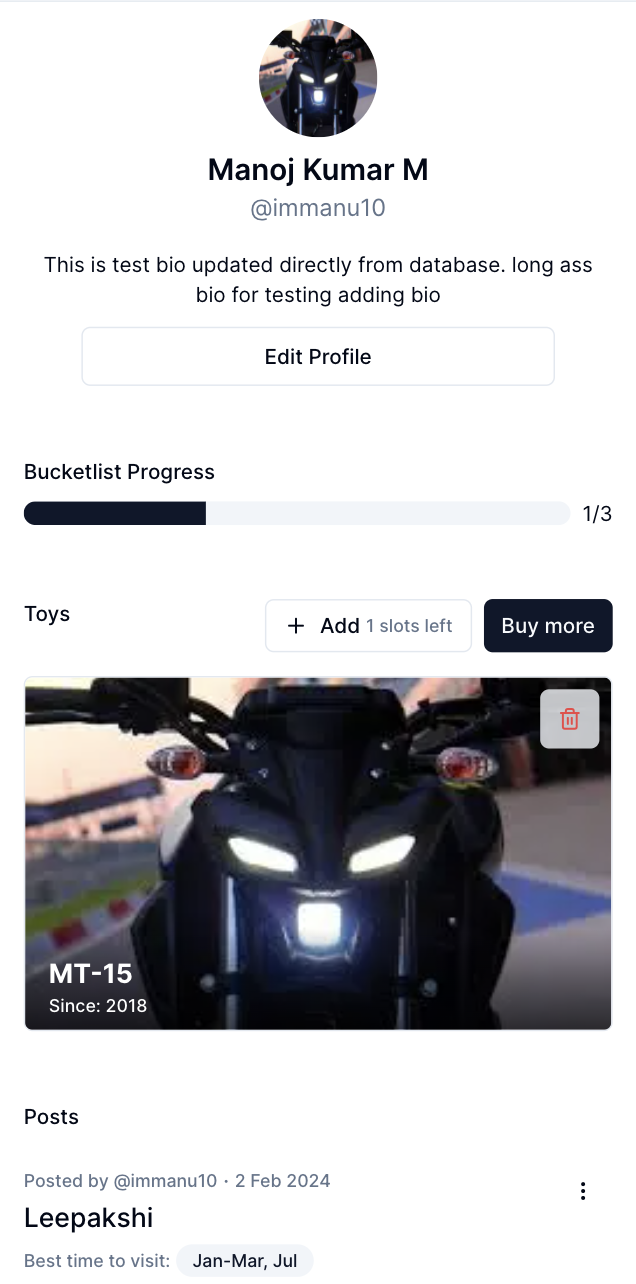 Manoj Kumar M
@immanu10
This is test bio updated directly from database. long ass
bio for testing adding bio
Edit Profile
Bucketlist Progress
1/3
Toys
+ Add 1 slots left
Buy more
MT-15
Since: 2018
Posts
Posted by @immanu10 · 2 Feb 2024
Leepakshi
Best time to visit: Jan-Mar, Jul